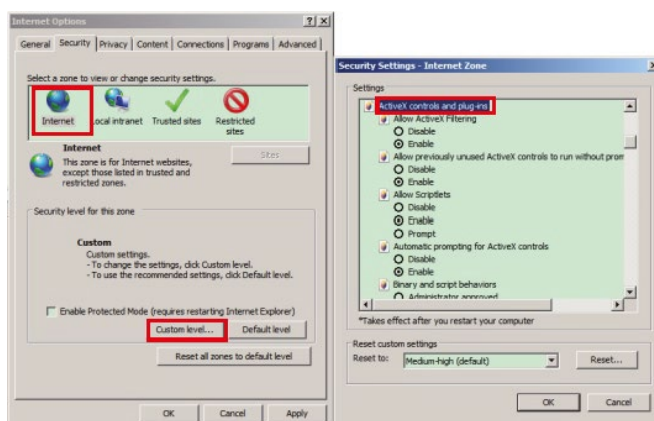 Internet Options
General Security Privacy Content Connections Programs Advanced
Select a zone to view or change security settings.
Internet Local intranet Trusted sites Restricted
sites
Internet
Sites
This zone is for Internet websites,
except those listed in trusted and
restricted zones.
Security level for this zone
Custom
Custom settings.
- To change the settings, click Custom level.
- To use the recommended settings, click Default level.
Enable Protected Mode (requires restarting Internet Explorer)
Custom level... Default level
Reset all zones to default level
OK Cancel Apply
Security Settings - Internet Zone
Settings
ActiveX controls and plug-ins
Allow ActiveX Filtering
Disable
Enable
Allow previously unused ActiveX controls to run without prom
Disable
Enable
Allow Scriptlets
Disable
Enable
Prompt
Automatic prompting for ActiveX controls
Disable
Enable
Binary and script behaviors
Administrator approved
*Takes effect after you restart your computer
Reset custom settings
Reset to: Medium-high (default) Reset...
OK Cancel